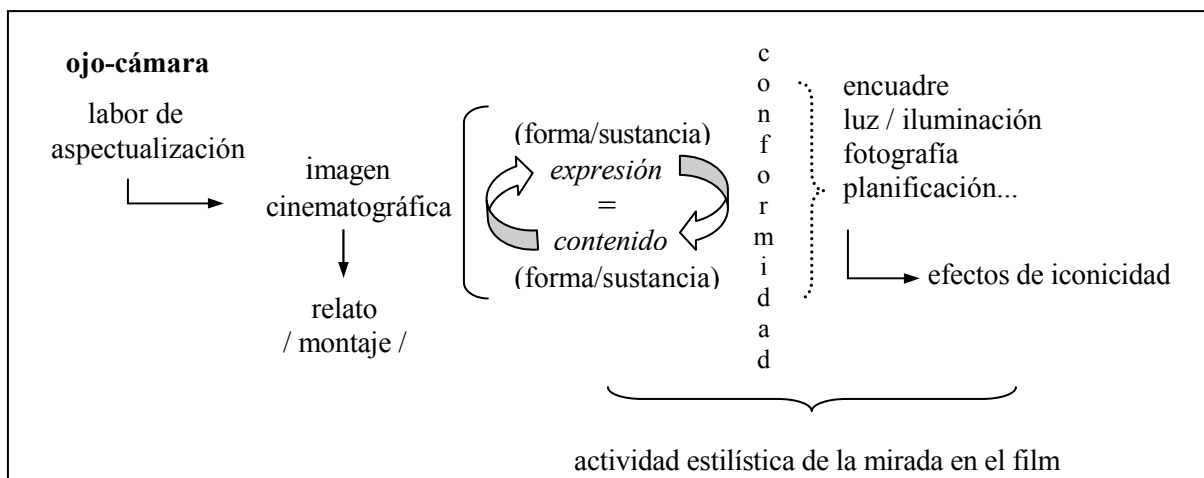 ojo-cámara
labor de
aspectualización
imagen
cinematográfica
relato
/ montaje /
(forma/sustancia)
expresión
=
contenido
(forma/sustancia)
c
o
n
f
o
r
m
i
d
a
d
encuadre
luz / iluminación
fotografía
planificación...
efectos de iconicidad
actividad estilística de la mirada en el film